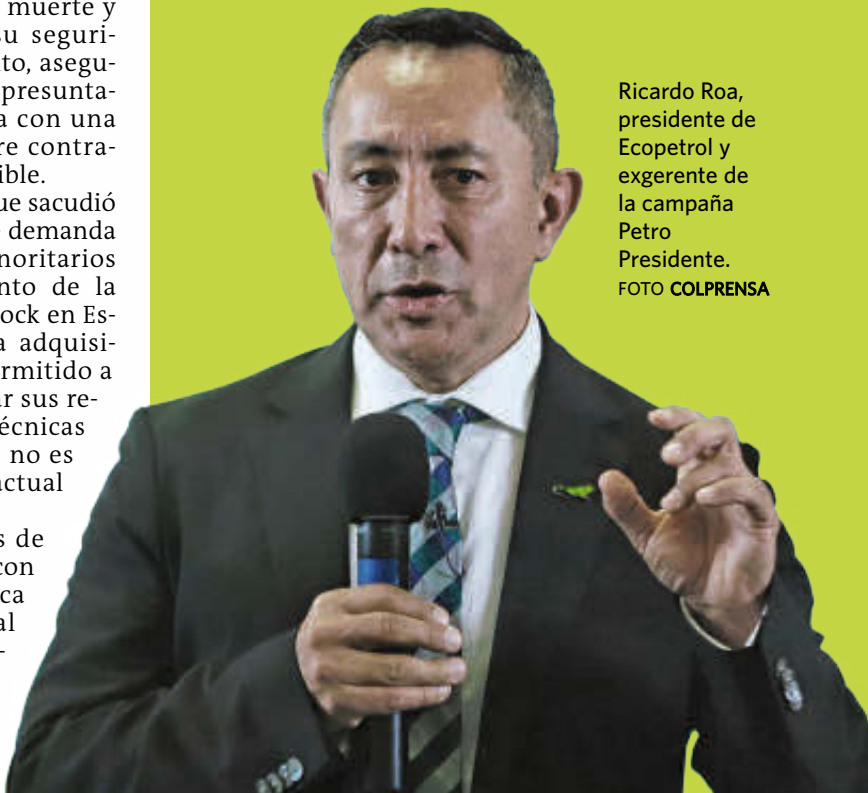 muerte y
su seguri-
to, asegu-
presunta-
a con una
re contra-
ible.
ue sacudió
demanda
noritarios
nto de la
ock en Es-
a adquisi-
rmitido a
ar sus re-
écnicas
no es
actual
s de
con
ca
al
-
Ricardo Roa,
presidente de
Ecopetrol y
exgerente de
la campaña
Petro
Presidente.
FOTO COLPRENSA